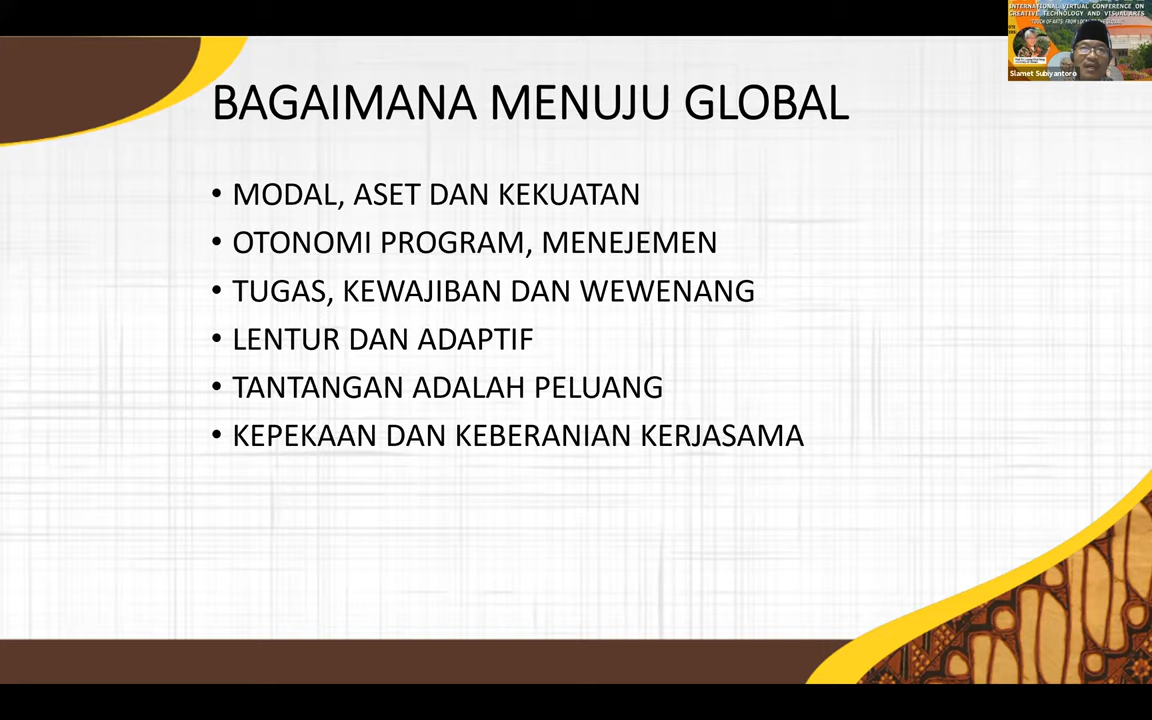 INTERNATIONAL VIRTUAL CONFERENCE ON
CREATIVE TECHNOLOGY AND VISUAL ARTS
Slamet Subiyantoro
BAGAIMANA MENUJU GLOBAL
• MODAL, ASET DAN KEKUATAN
• OTONOMI PROGRAM, MENEJEMEN
• TUGAS, KEWAJIBAN DAN WEWENANG
• LENTUR DAN ADAPTIF
• TANTANGAN ADALAH PELUANG
• KEPEKAAN DAN KEBERANIAN KERJASAMA